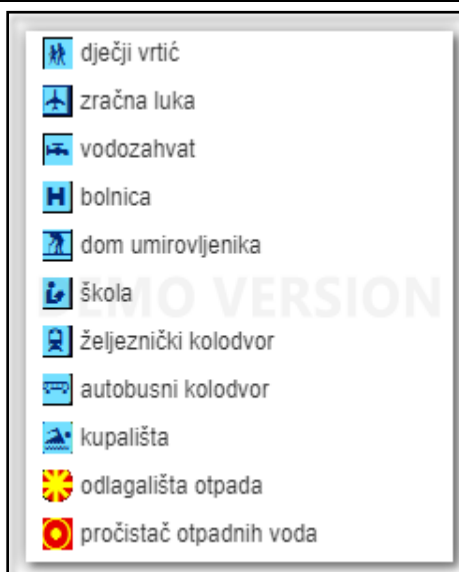 dječji vrtić
zračna luka
vodozahvat
H bolnica
dom umirovljenika
škola
DEMO VERSION
željeznički kolodvor
autobusni kolodvor
kupališta
odlagališta otpada
pročistač otpadnih voda